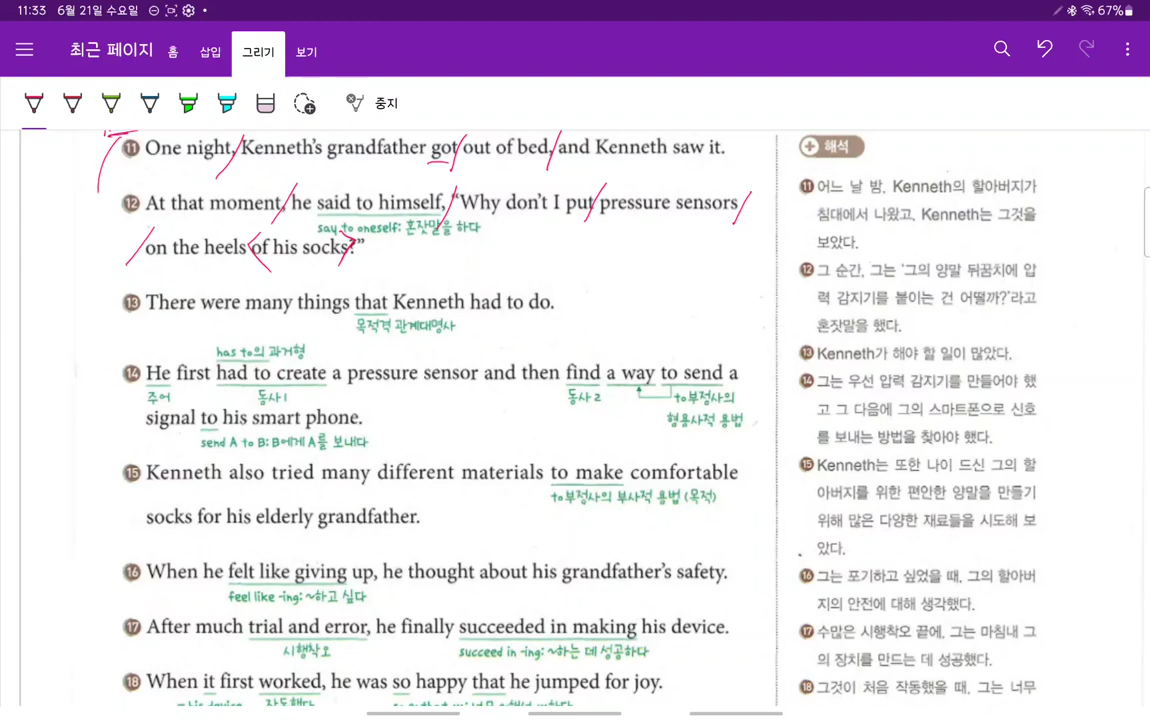 11:33 6월 21일 수요일 67%
최근 페이지 홈 삽입 그리기 보기
중지
⑪ One night, Kenneth's grandfather got out of bed, and Kenneth saw it.
⑫ At that moment, he said to himself, “Why don't I put pressure sensors
say to oneself: 혼잣말을 하다
on the heels of his socks?”
⑬ There were many things that Kenneth had to do.
목적격 관계대명사
has to의 과거형
⑭ He first had to create a pressure sensor and then find a way to send a
주어 동사1 동사 2 to부정사의
형용사적 용법
signal to his smart phone.
send A to B: B에게 A를 보내다
⑮ Kenneth also tried many different materials to make comfortable
to부정사의 부사적 용법 (목적)
socks for his elderly grandfather.
⑯ When he felt like giving up, he thought about his grandfather's safety.
feel like -ing: ~하고 싶다
⑰ After much trial and error, he finally succeeded in making his device.
시행착오 succeed in -ing: ~하는 데 성공하다
⑱ When it first worked, he was so happy that he jumped for joy.
해석
⑪ 어느 날 밤, Kenneth의 할아버지가
침대에서 나왔고, Kenneth는 그것을
보았다.
⑫ 그 순간, 그는 ‘그의 양말 뒤꿈치에 압
력 감지기를 붙이는 건 어떨까?’라고
혼잣말을 했다.
⑬ Kenneth가 해야 할 일이 많았다.
⑭ 그는 우선 압력 감지기를 만들어야 했
고 그 다음에 그의 스마트폰으로 신호
를 보내는 방법을 찾아야 했다.
⑮ Kenneth는 또한 나이 드신 그의 할
아버지를 위한 편안한 양말을 만들기
위해 많은 다양한 재료들을 시도해 보
았다.
⑯ 그는 포기하고 싶었을 때, 그의 할아버
지의 안전에 대해 생각했다.
⑰ 수많은 시행착오 끝에, 그는 마침내 그
의 장치를 만드는 데 성공했다.
⑱ 그것이 처음 작동했을 때, 그는 너무